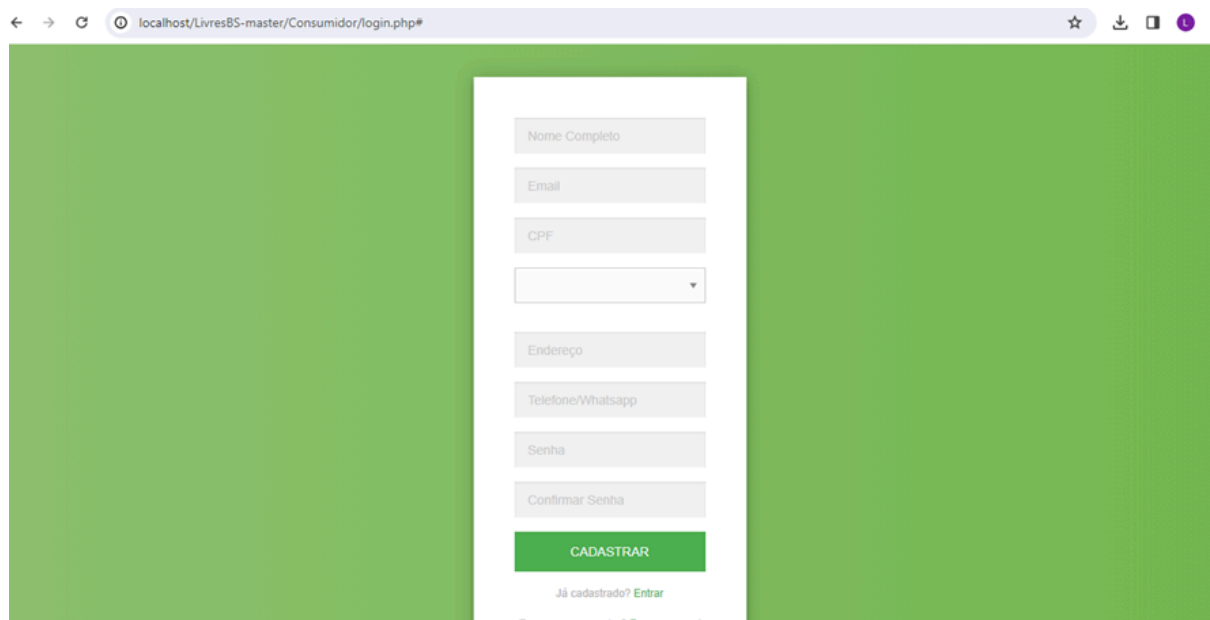 localhost/LivresBS-master/Consumidor/login.php#
L
Nome Completo
Email
CPF
Endereço
Telefone/Whatsapp
Senha
Confirmar Senha
CADASTRAR
Já cadastrado? Entrar